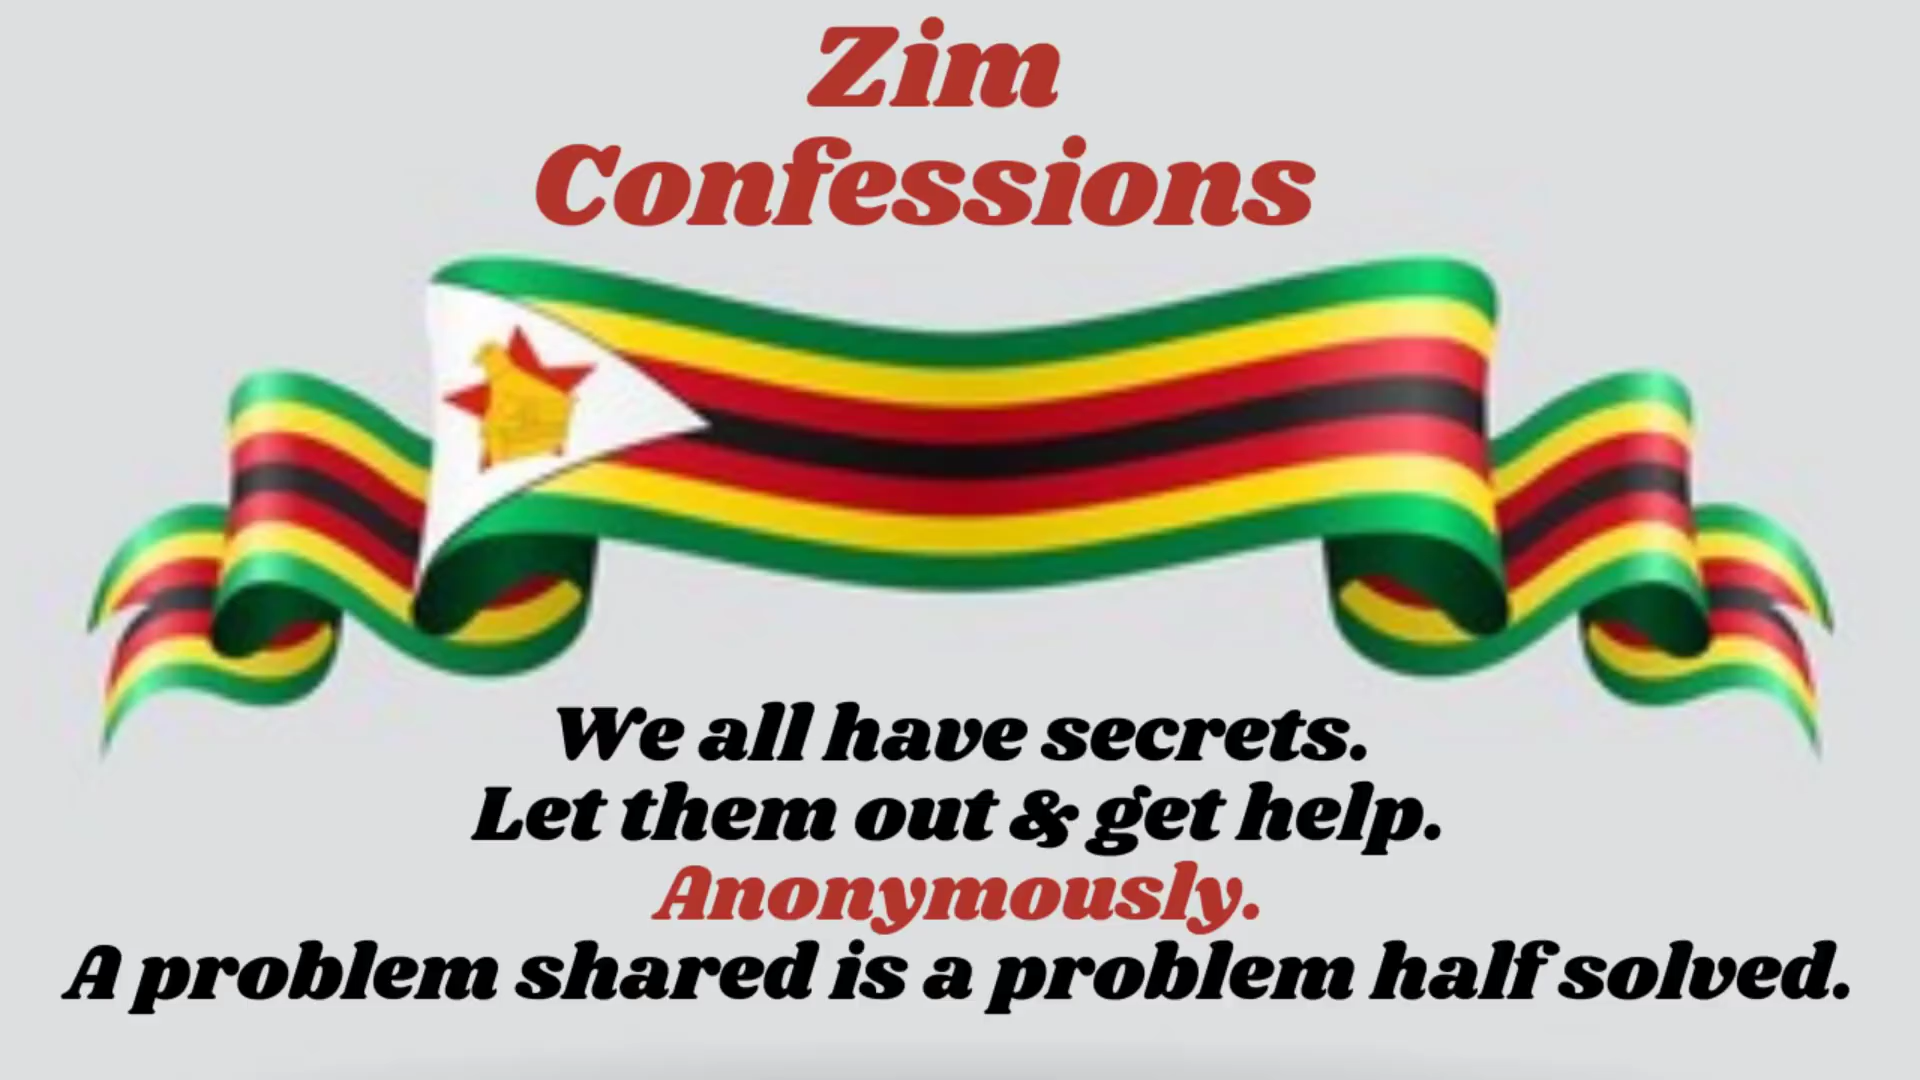 Zim
Confessions
We all have secrets.
Let them out & get help.
Anonymously.
A problem shared is a problem half solved.